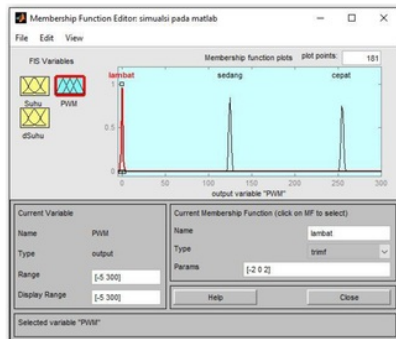 Membership Function Editor: simualsi pada matlab
File Edit View
FIS Variables
Membership function plots
plot points:
181
Suhu
PWM
dSuhu
lambat
sedang
cepat
1
0.5
0
0 50 100 150 200 250 300
output variable "PWM"
Current Variable
Name PWM
Type output
Range [-5 300]
Display Range [-5 300]
Current Membership Function (click on MF to select)
Name lambat
Type trimf
Params [-2 0 2]
Help
Close
Selected variable "PWM"